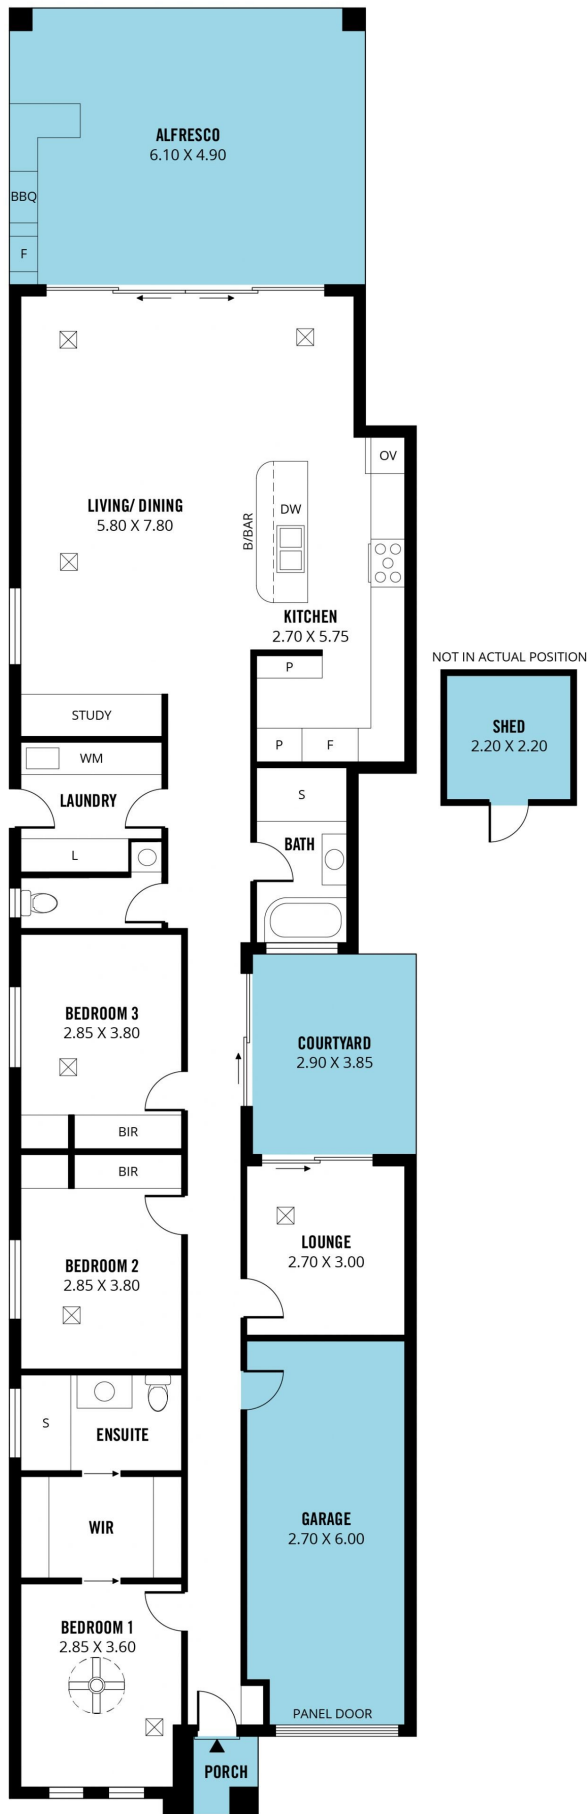 ALFRESCO
6.10 X 4.90
BBQ
F
OV
LIVING/ DINING
5.80 X 7.80
B/BAR
DW
KITCHEN
2.70 X 5.75
P
NOT IN ACTUAL POSITION
SHED
2.20 X 2.20
STUDY
P
F
WM
LAUNDRY
S
BATH
L
BEDROOM 3
2.85 X 3.80
COURTYARD
2.90 X 3.85
BIR
BIR
LOUNGE
2.70 X 3.00
BEDROOM 2
2.85 X 3.80
S
ENSUITE
WIR
GARAGE
2.70 X 6.00
BEDROOM 1
2.85 X 3.60
PANEL DOOR
PORCH